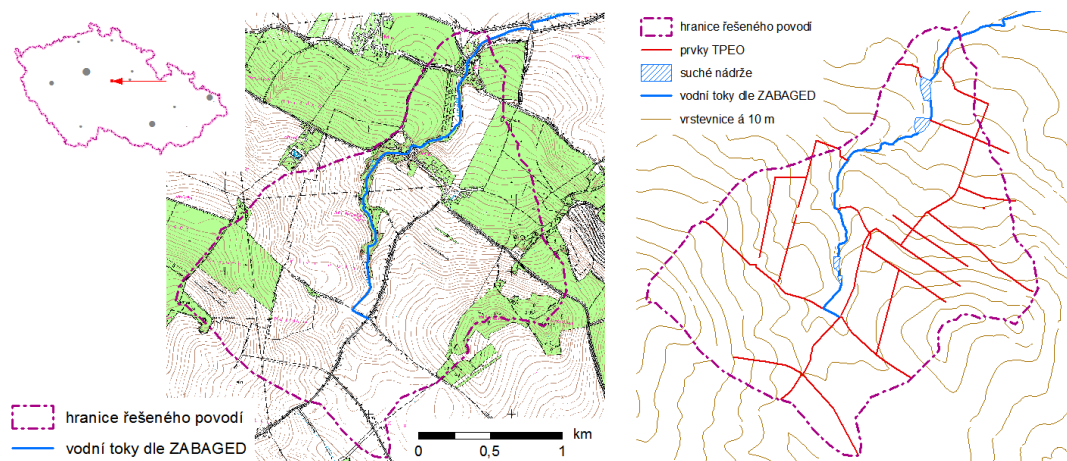 hranice řešeného povodí
vodní toky dle ZABAGED
km
0 0,5 1
hranice řešeného povodí
prvky TPEO
suché nádrže
vodní toky dle ZABAGED
vrstevnice á 10 m